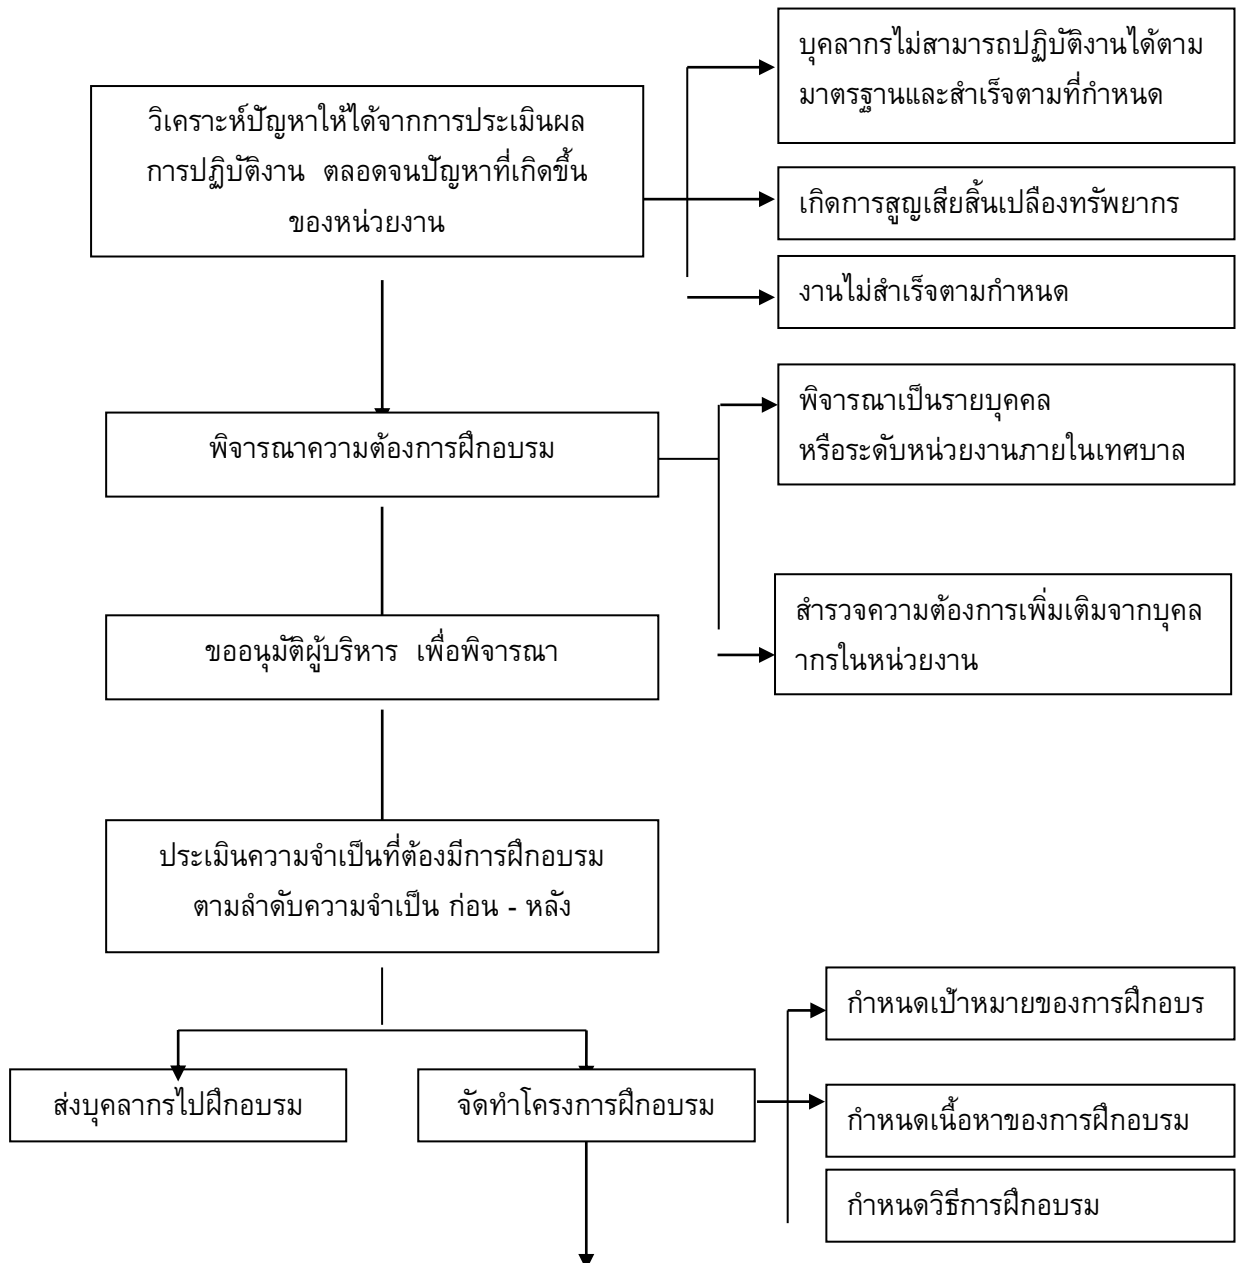 บุคลากรไม่สามารถปฏิบัติงานได้ตาม
มาตรฐานและสำเร็จตามที่กำหนด
วิเคราะห์ปัญหาให้ได้จากการประเมินผล
การปฏิบัติงาน ตลอดจนปัญหาที่เกิดขึ้น
ของหน่วยงาน
เกิดการสูญเสียสิ้นเปลืองทรัพยากร
งานไม่สำเร็จตามกำหนด
พิจารณาความต้องการฝึกอบรม
พิจารณาเป็นรายบุคคล
หรือระดับหน่วยงานภายในเทศบาล
สำรวจความต้องการเพิ่มเติมจากบุคล
ากรในหน่วยงาน
ขออนุมัติผู้บริหาร เพื่อพิจารณา
ประเมินความจำเป็นที่ต้องมีการฝึกอบรม
ตามลำดับความจำเป็น ก่อน - หลัง
ส่งบุคลากรไปฝึกอบรม
จัดทำโครงการฝึกอบรม
กำหนดเป้าหมายของการฝึกอบร
กำหนดเนื้อหาของการฝึกอบรม
กำหนดวิธีการฝึกอบรม